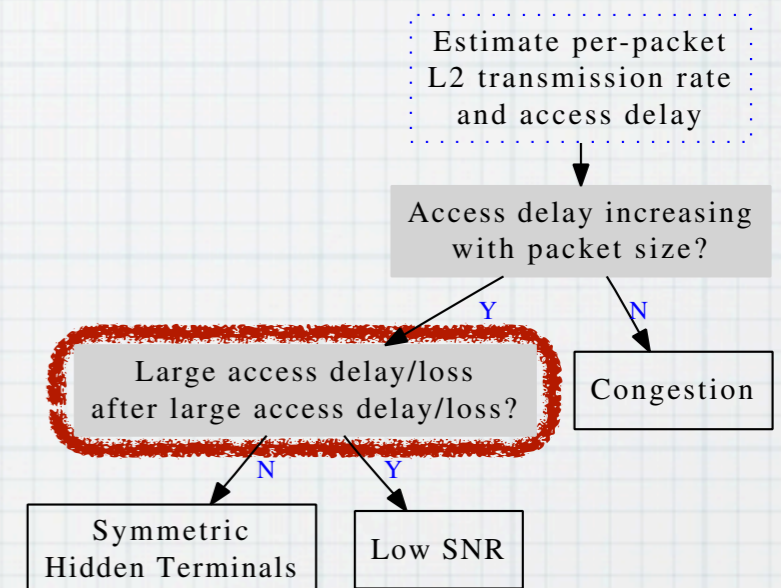 Estimate per-packet
L2 transmission rate
and access delay
Access delay increasing
with packet size?
Y
N
Large access delay/loss
after large access delay/loss?
Congestion
N
Y
Symmetric
Hidden Terminals
Low SNR